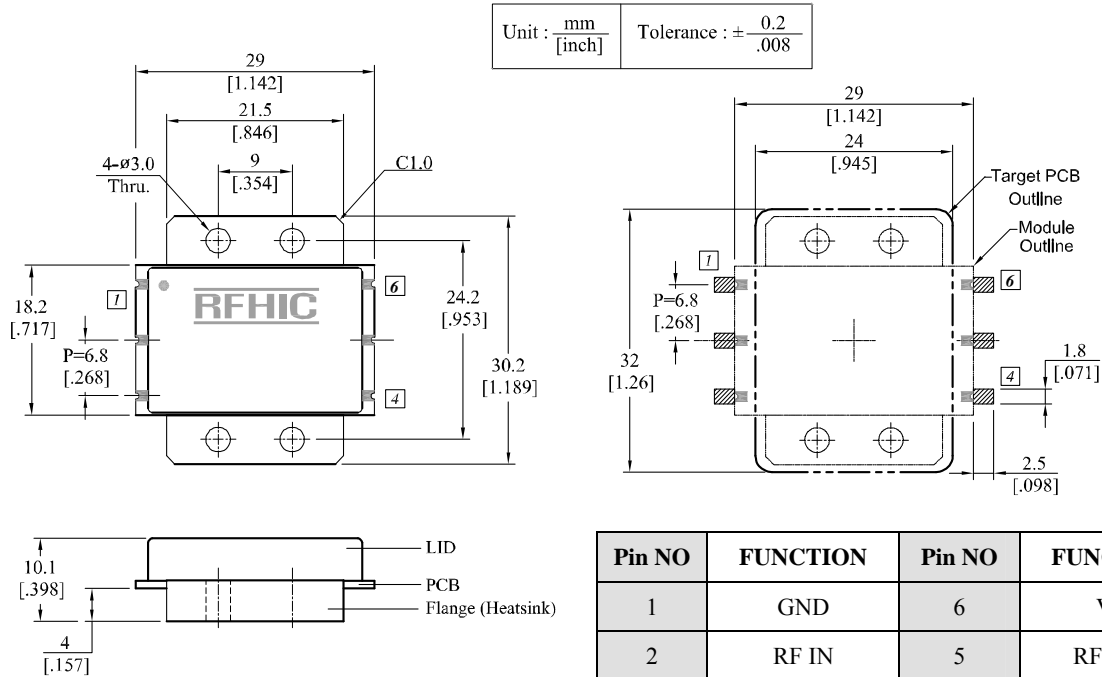 Unit : mm [inch]
Tolerance : ± 0.2 .008
29
[1.142]
21.5
[.846]
9
[.354]
4-ø3.0
Thru.
C1.0
1
RFHIC
6
4
18.2
[.717]
P=6.8
[.268]
24.2
[.953]
30.2
[1.189]
29
[1.142]
24
[.945]
Target PCB
Outline
Module
Outline
1
6
P=6.8
[.268]
32
[1.26]
4
1.8
[.071]
2.5
[.098]
10.1
[.398]
4
[.157]
LID
PCB
Flange (Heatsink)
Pin NO FUNCTION Pin NO
1 GND 6
2 RF IN 5 RF